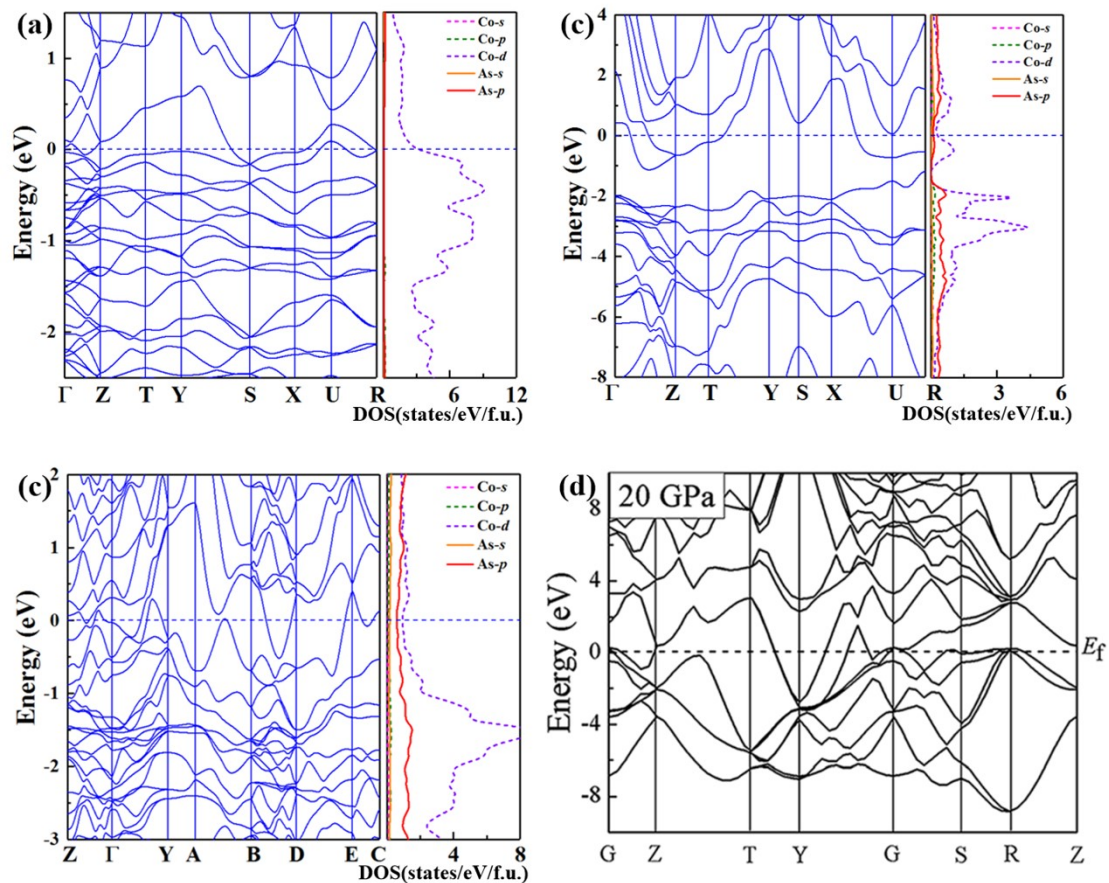 (a)
Energy (eV)
1
0
-1
-2
Γ Z T Y S X U R
Co-s
Co-p
Co-d
As-s
As-p
6 12
DOS(states/eV/f.u.)
(c)
Energy (eV)
4
2
0
-2
-4
-6
-8
Γ Z T Y S X U R
Co-s
Co-p
Co-d
As-s
As-p
3 6
DOS(states/eV/f.u.)
(c)
Energy (eV)
2
1
0
-1
-2
-3
Z Γ Y A B D E C
Co-s
Co-p
Co-d
As-s
As-p
4 8
DOS(states/eV/f.u.)
(d)
20 GPa
Energy (eV)
8
4
0
-4
-8
Ef
G Z T Y G S R Z